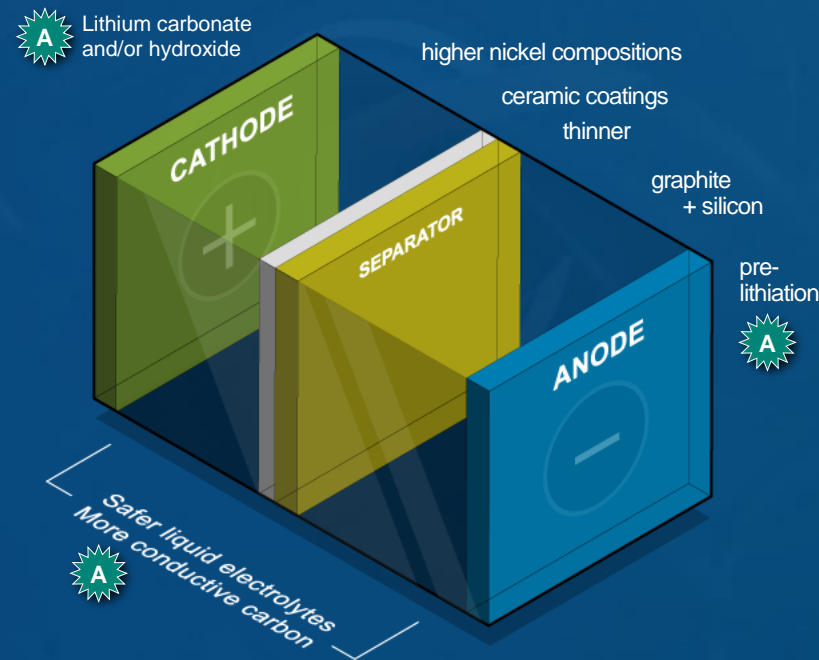 A
Lithium carbonate
and/or hydroxide
higher nickel compositions
ceramic coatings
thinner
graphite
+ silicon
pre-
lithiation
A
CATHODE
+
SEPARATOR
ANODE
−
Safer liquid electrolytes
More conductive carbon
A